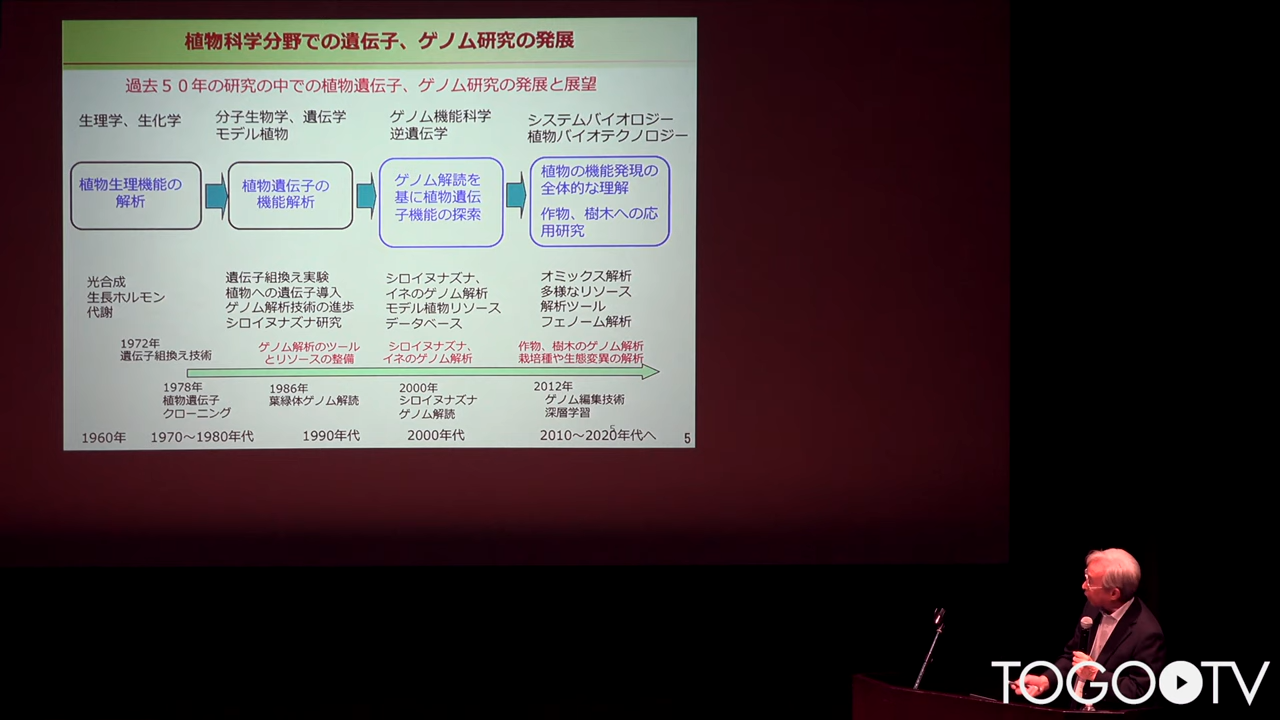 植物科学分野での遺伝子、ゲノム研究の発展
過去５０年の研究の中での植物遺伝子、ゲノム研究の発展と展望
生理学、生化学
分子生物学、遺伝学
モデル植物
ゲノム機能科学
逆遺伝学
システムバイオロジー
植物バイオテクノロジー
植物生理機能の
解析
植物遺伝子の
機能解析
ゲノム解読を
基に植物遺伝
子機能の探索
植物の機能発現の
全体的な理解
作物、樹木への応
用研究
光合成
生長ホルモン
代謝
遺伝子組換え実験
植物への遺伝子導入
ゲノム解析技術の進歩
シロイヌナズナ研究
シロイヌナズナ、
イネのゲノム解析
モデル植物リソース
データベース
オミックス解析
多様なリソース
解析ツール
フェノーム解析
1972年
遺伝子組換え技術
ゲノム解析のツール
とリソースの整備
シロイヌナズナ、
イネのゲノム解析
作物、樹木のゲノム解析
栽培種や生態変異の解析
1978年
植物遺伝子
クローニング
1986年
葉緑体ゲノム解読
2000年
シロイヌナズナ
ゲノム解読
2012年
ゲノム編集技術
深層学習
1960年
1970～1980年代
1990年代
2000年代
2010～2020年代へ
5
5
TOGOTV